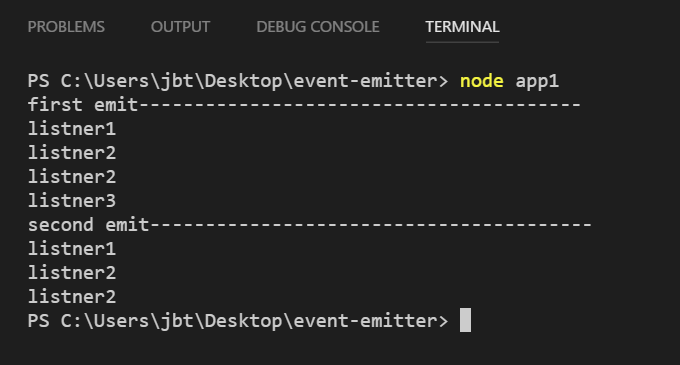 PROBLEMS OUTPUT DEBUG CONSOLE TERMINAL
PS C:\Users\jbt\Desktop\event-emitter> node app1
first emit----------------------------------------
listner1
listner2
listner2
listner3
second emit----------------------------------------
listner1
listner2
listner2
PS C:\Users\jbt\Desktop\event-emitter>